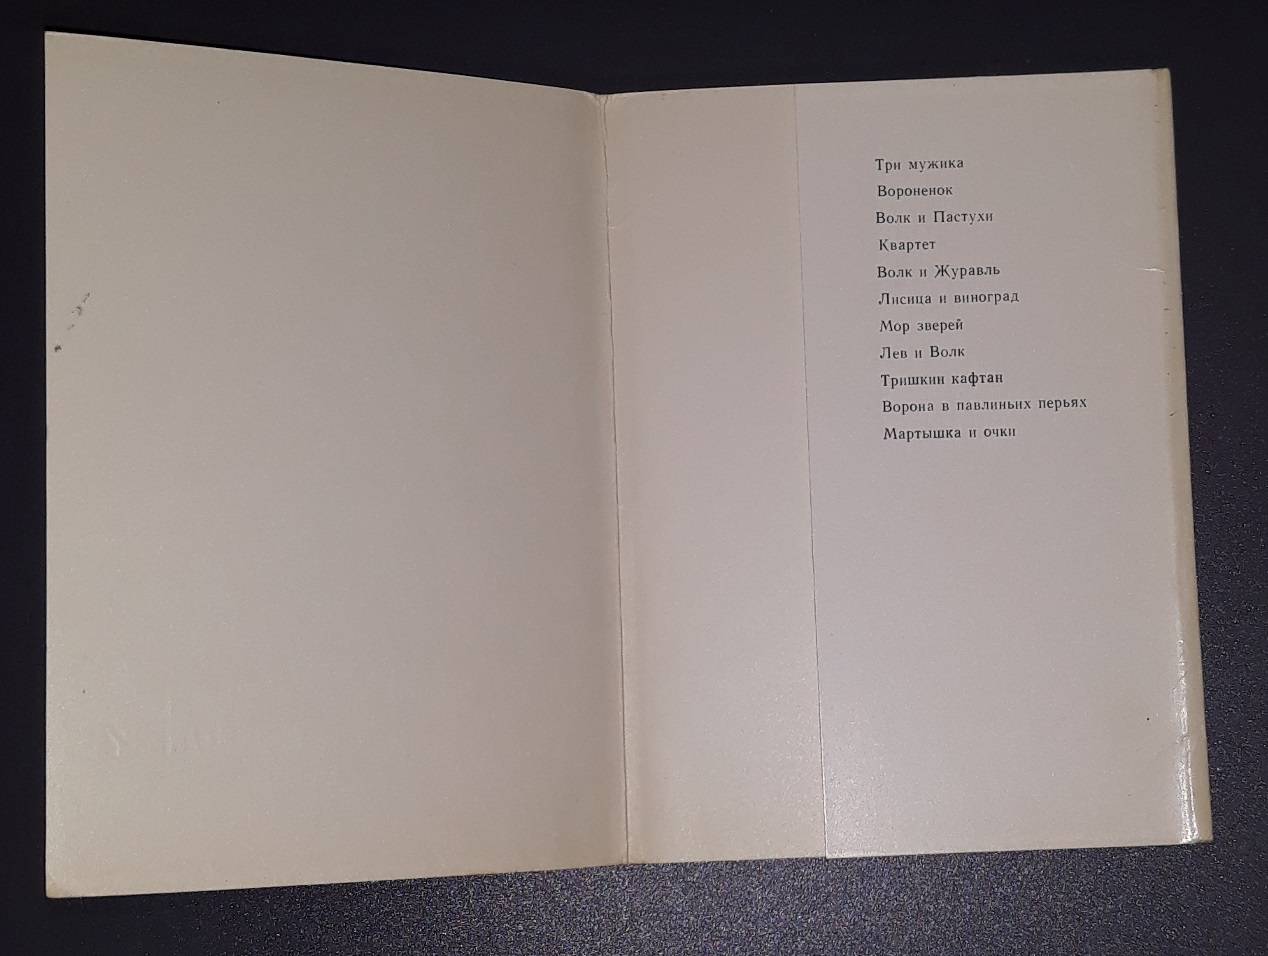 Три мужика
Вороненок
Волк и Пастухи
Квартет
Волк и Журавль
Лисица и виноград
Мор зверей
Лев и Волк
Тришкин кафтан
Ворона в павлиньих перьях
Мартышка и очки